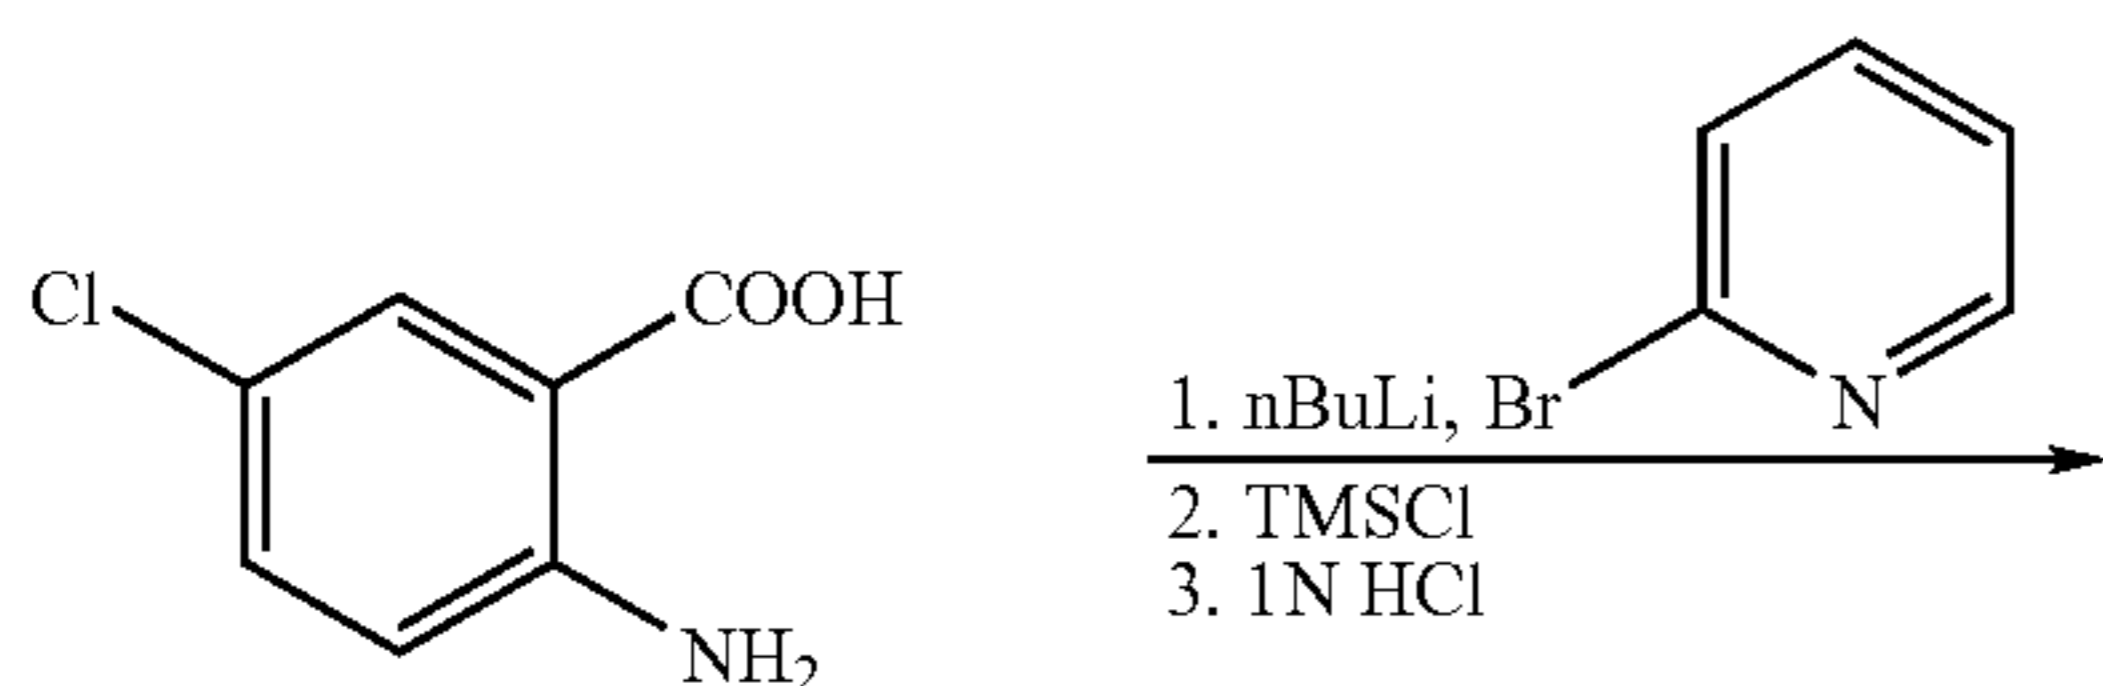 Cl
COOH
NH2
1. nBuLi, Br
N
2. TMSCl
3. 1N HCl